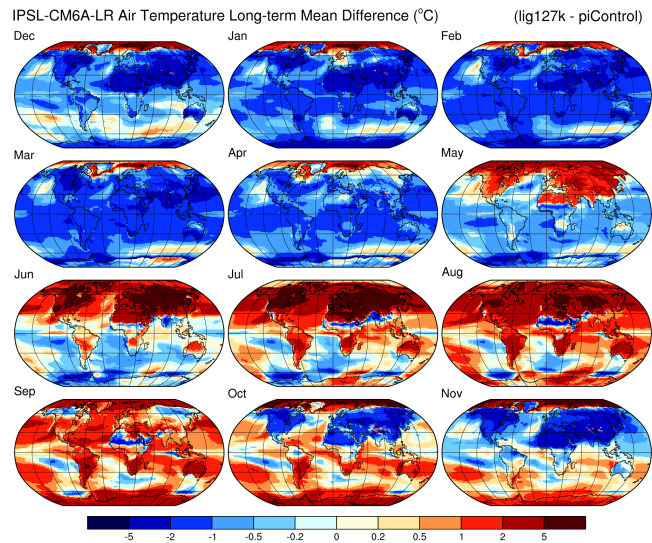 IPSL-CM6A-LR Air Temperature Long-term Mean Difference (°C) (lig127k - piControl)
Dec Jan Feb
Mar Apr May
Jun Jul Aug
Sep Oct Nov
-5 -2 -1 -0.5 -0.2 0 0.2 0.5 1 2 5